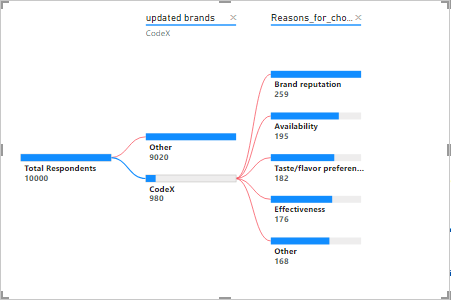 updated brands ×
Reasons_for_cho... ×
CodeX
Total Respondents
10000
Other
9020
CodeX
980
Brand reputation
259
Availability
195
Taste/flavor preferen...
182
Effectiveness
176
Other
168